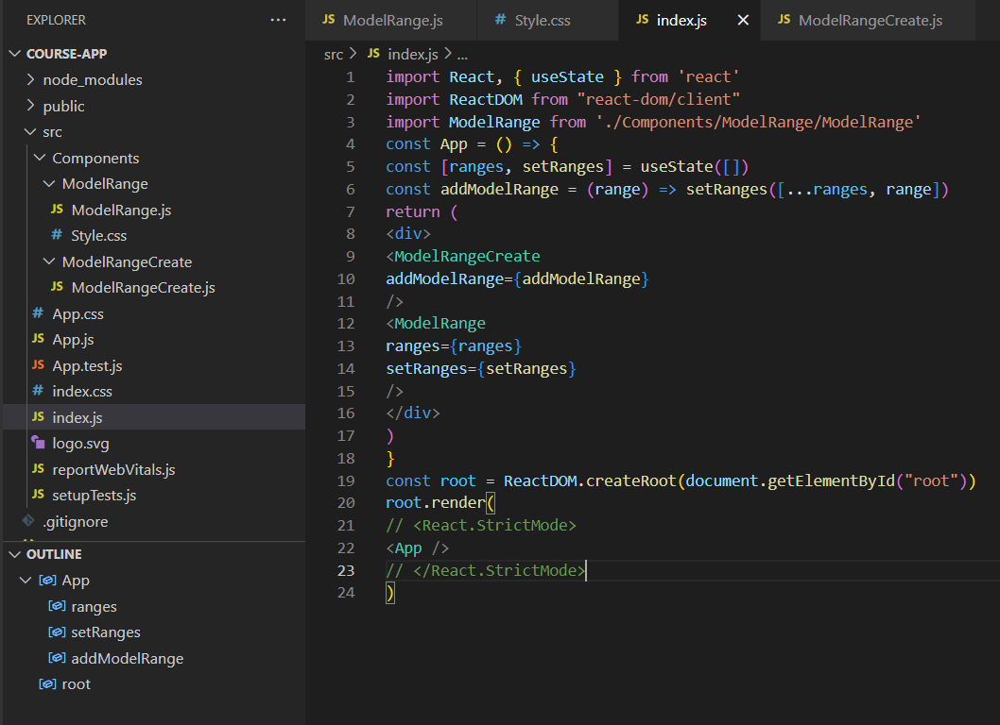 EXPLORER ...
COURSE-APP
node_modules
public
src
Components
ModelRange
JS ModelRange.js
# Style.css
ModelRangeCreate
JS ModelRangeCreate.js
# App.css
JS App.js
JS App.test.js
# index.css
JS index.js
logo.svg
JS reportWebVitals.js
JS setupTests.js
.gitignore
OUTLINE
App
ranges
setRanges
addModelRange
root
JS ModelRange.js # Style.css JS index.js × JS ModelRangeCreate.js
src > JS index.js > ...
1 import React, { useState } from 'react'
2 import ReactDOM from "react-dom/client"
3 import ModelRange from './Components/ModelRange/ModelRange'
4 const App = () => {
5 const [ranges, setRanges] = useState([])
6 const addModelRange = (range) => setRanges([...ranges, range])
7 return (
8 <div>
9 <ModelRangeCreate
10 addModelRange={addModelRange}
11 />
12 <ModelRange
13 ranges={ranges}
14 setRanges={setRanges}
15 />
16 </div>
17 )
18 }
19 const root = ReactDOM.createRoot(document.getElementById("root"))
20 root.render(
21 // <React.StrictMode>
22 <App />
23 // </React.StrictMode>
24 )